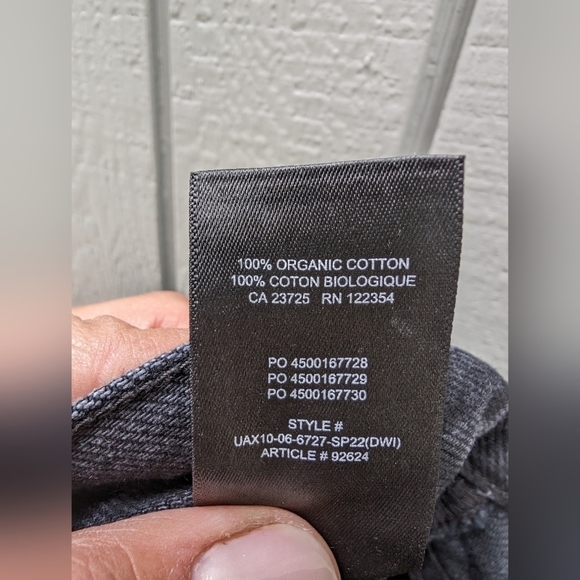 100% ORGANIC COTTON
100% COTON BIOLOGIQUE
CA 23725 RN 122354
PO 4500167728
PO 4500167729
PO 4500167730
STYLE #
UAX10-06-6727-SP22(DWI)
ARTICLE # 92624